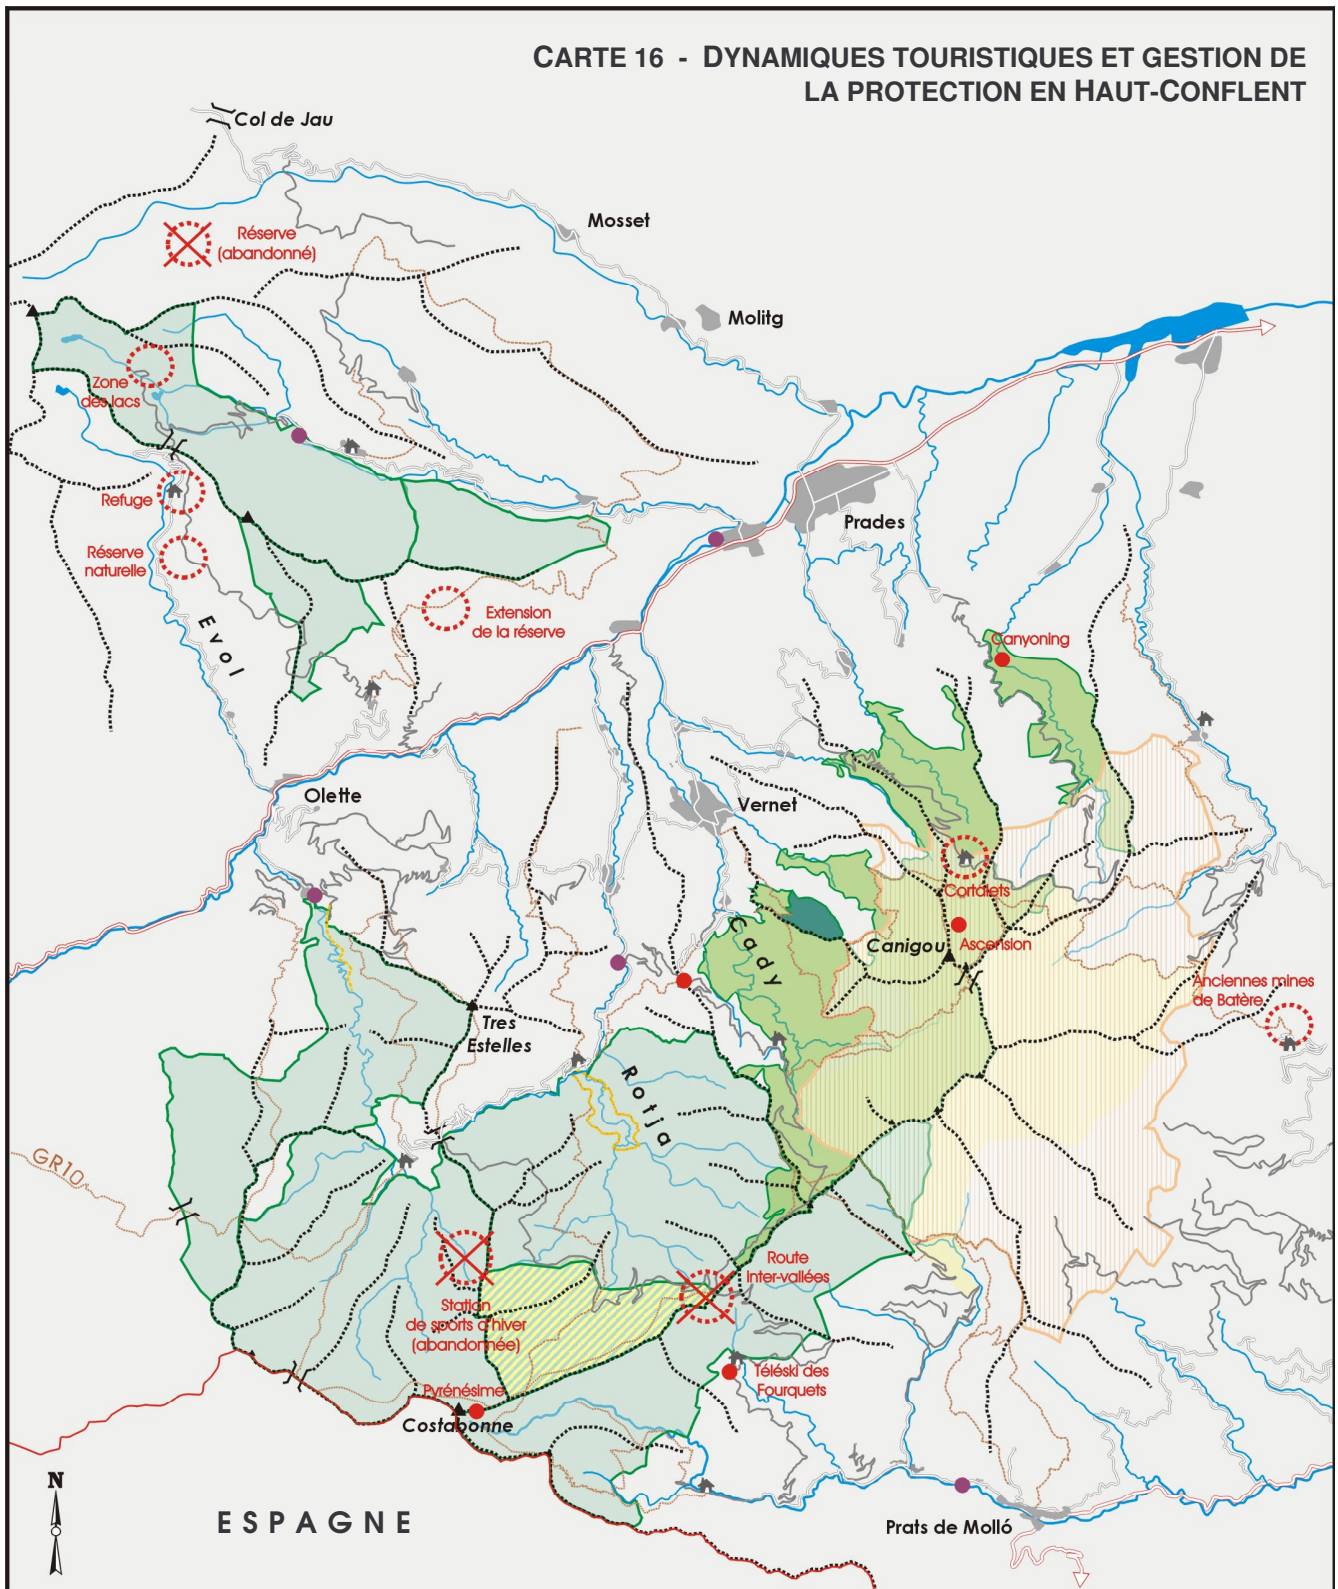 CARTE 16 - DYNAMIQUES TOURISTIQUES ET GESTION DE
LA PROTECTION EN HAUT-CONFLENT
Col de Jau
Mosset
Réserve
(abandonné)
Molitg
Zone
des lacs
Refuge
Prades
Réserve
naturelle
Extension
de la réserve
Evol
Canyoning
Olette
Vernet
Cortalets
Cady
Canigou
Ascension
Anciennes mines
de Batère
Tres
Estelles
Rotja
GR10
Route
Inter-vallées
Station
de sports d'hiver
(abandonnée)
Téléski des
Fourquets
Pyrénésime
Costabonne
N
ESPAGNE
Prats de Molló